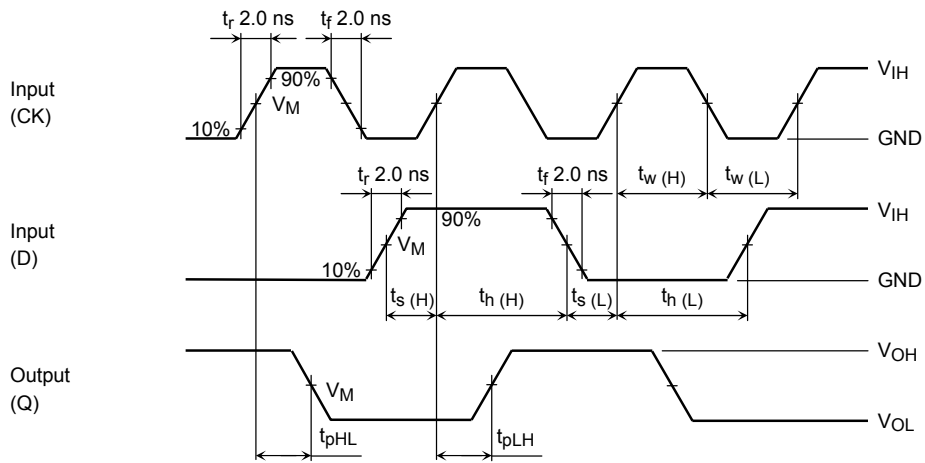 tr 2.0 ns
tf 2.0 ns
Input
(CK)
90%
VM
10%
VIH
GND
tr 2.0 ns
tf 2.0 ns
tw (H)
tw (L)
Input
(D)
90%
VM
10%
VIH
GND
ts (H)
th (H)
ts (L)
th (L)
Output
(Q)
VM
VOH
VOL
tpHL
tpLH